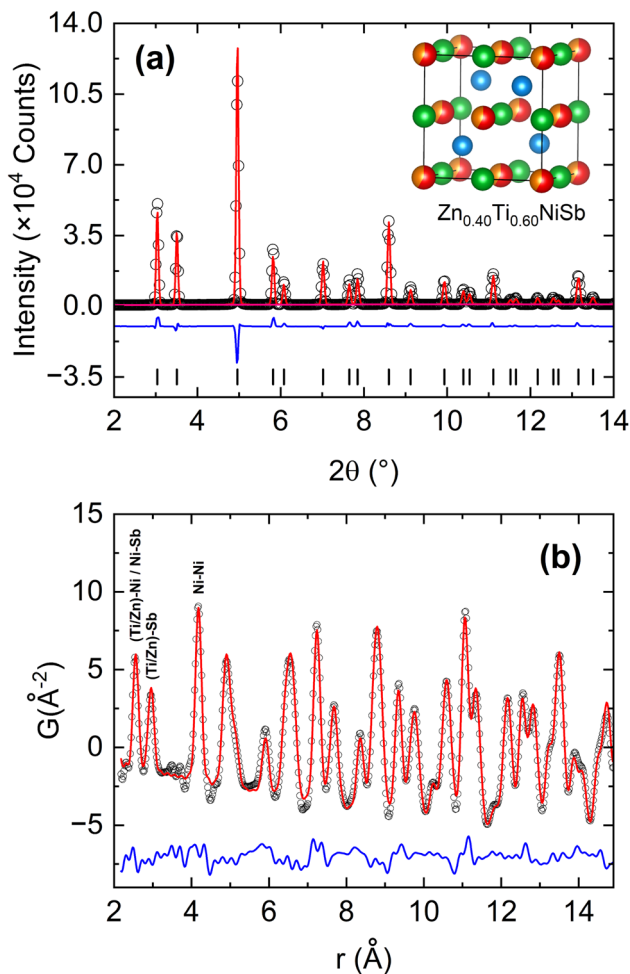 (a)
14.0
10.5
7.0
3.5
0.0
−3.5
Intensity (×10⁴ Counts)
Zn₀.₄₀Ti₀.₆₀NiSb
2 4 6 8 10 12 14
2θ (°)
(b)
15
10
5
0
−5
G(Å⁻²)
(Ti/Zn)-Ni / Ni-Sb
(Ti/Zn)-Sb
Ni-Ni
2 4 6 8 10 12 14
r (Å)